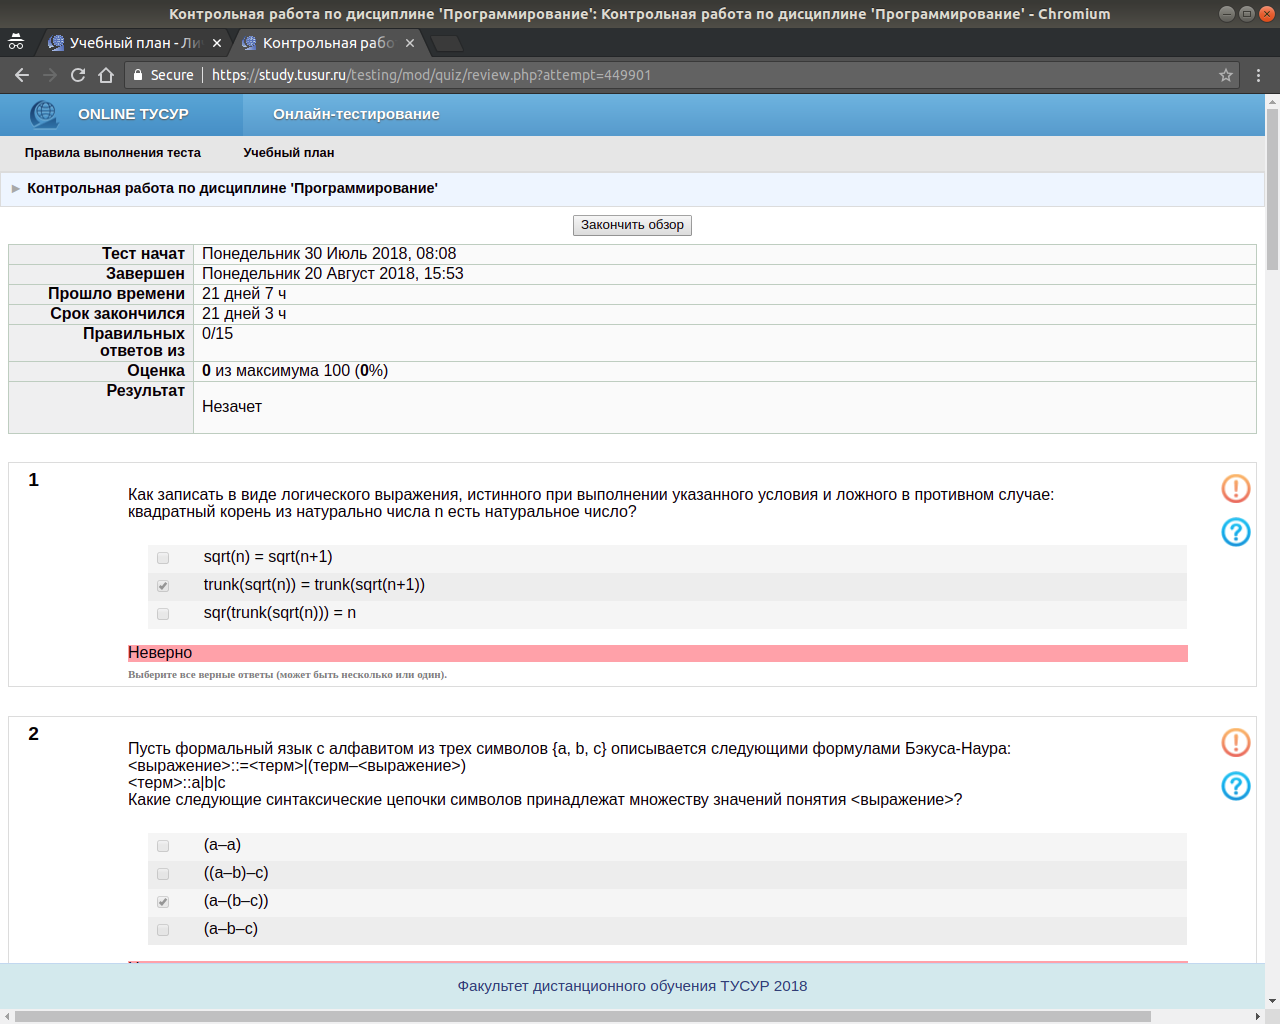 Контрольная работа по дисциплине 'Программирование': Контрольная работа по дисциплине 'Программирование' - Chromium
Учебный план - Ли
Контрольная рабо
Secure
https://study.tusur.ru/testing/mod/quiz/review.php?attempt=449901
ONLINE ТУСУР
Онлайн-тестирование
Правила выполнения теста
Учебный план
Контрольная работа по дисциплине 'Программирование'
Закончить обзор
Тест начат Понедельник 30 Июль 2018, 08:08
Завершен Понедельник 20 Август 2018, 15:53
Прошло времени 21 дней 7 ч
Срок закончился 21 дней 3 ч
Правильных ответов из 0/15
Оценка 0 из максимума 100 (0%)
Результат Незачет
1
Как записать в виде логического выражения, истинного при выполнении указанного условия и ложного в противном случае:
квадратный корень из натурально числа n есть натуральное число?
sqrt(n) = sqrt(n+1)
trunk(sqrt(n)) = trunk(sqrt(n+1))
sqr(trunk(sqrt(n))) = n
Неверно
Выберите все верные ответы (может быть несколько или один).
2
Пусть формальный язык с алфавитом из трех символов {a, b, c} описывается следующими формулами Бэкуса-Наура:
<выражение>::=<терм>|(терм–<выражение>)
<терм>::a|b|c
Какие следующие синтаксические цепочки символов принадлежат множеству значений понятия <выражение>?
(a–a)
((a–b)–c)
(a–(b–c))
(a–b–c)
Факультет дистанционного обучения ТУСУР 2018